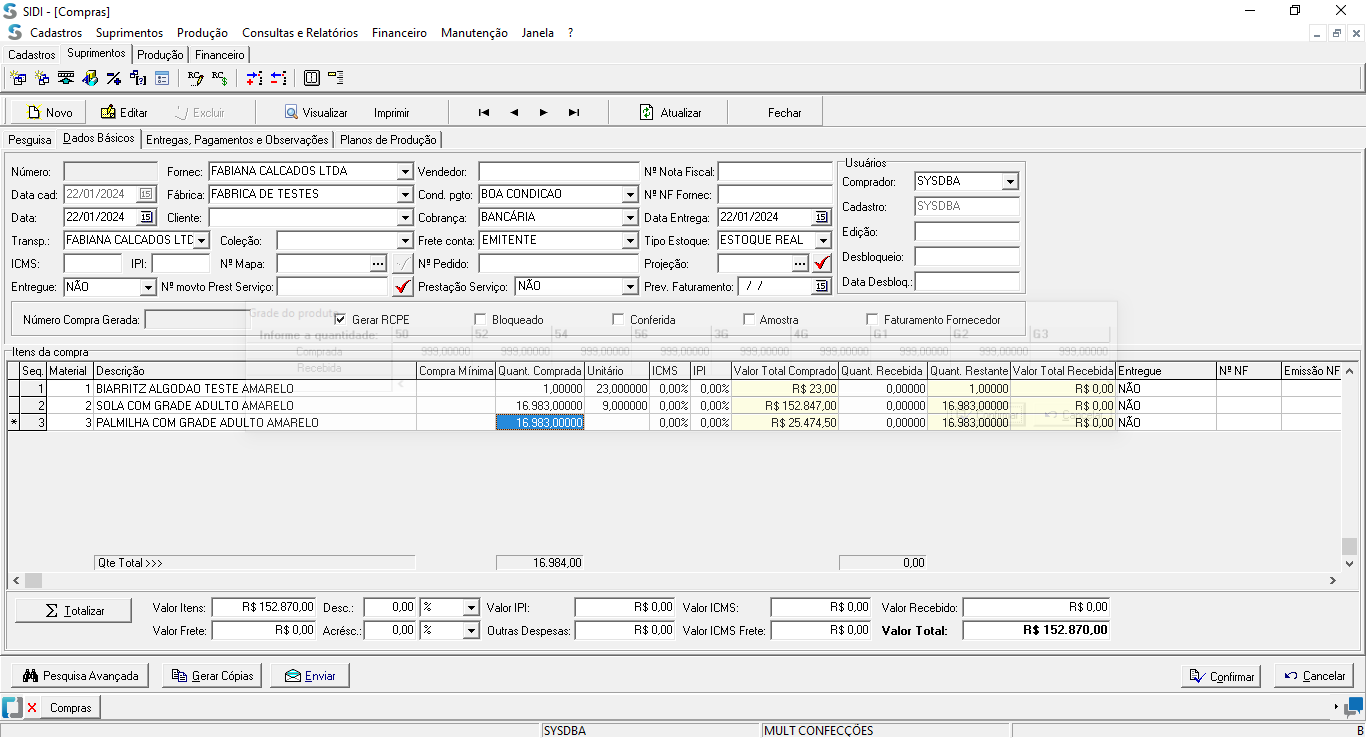 SIDI - [Compras]
Cadastros Suprimentos Produção Consultas e Relatórios Financeiro Manutenção Janela ?
Cadastros Suprimentos Produção Financeiro
Novo Editar Excluir Visualizar Imprimir Atualizar Fechar
Pesquisa Dados Básicos Entregas, Pagamentos e Observações Planos de Produção
Usuários
Número: Fornec: FABIANA CALCADOS LTDA Vendedor: Nº Nota Fiscal:
Comprador: SYSDBA
Data cad: 22/01/2024 15 Fábrica: FABRICA DE TESTES Cond. pgto: BOA CONDICAO Nº NF Fornec:
Cadastro: SYSDBA
Data: 22/01/2024 15 Cliente: Cobrança: BANCÁRIA Data Entrega: 22/01/2024 15
Edição:
Transp.: FABIANA CALCADOS LTC Coleção: Frete conta: EMITENTE Tipo Estoque: ESTOQUE REAL
Desbloqueio:
ICMS: IPI: Nº Mapa: ... Nº Pedido: Projeção: ...
Data Desbloq.:
Entregue: NÃO Nº movto Prest Serviço: Prestação Serviço: NÃO Prev. Faturamento: / / 15
Grade do produto
Número Compra Gerada: Gerar RCPE Bloqueado Conferida Amostra Faturamento Fornecedor
Informe a quantidade: 50 52 54 56 3G 4G G1 G2 G3
Comprada 999,00000 999,00000 999,00000 999,00000 999,00000 999,00000 999,00000 999,00000 999,00000
Itens da compra
Recebida
Seq. Material Descrição Compra Mínima Quant. Comprada Unitário ICMS IPI Valor Total Comprado Quant. Recebida Quant. Restante Valor Total Recebida Entregue Nº NF Emissão NF
1 1 BIARRITZ ALGODAO TESTE AMARELO 1,00000 23,000000 0,00% 0,00% R$ 23,00 0,00000 1,00000 R$ 0,00 NÃO
2 2 SOLA COM GRADE ADULTO AMARELO 16.983,00000 9,000000 0,00% 0,00% R$ 152.847,00 0,00000 16.983,00000 R$ 0,00 NÃO
* 3 3 PALMILHA COM GRADE ADULTO AMARELO 16.983,00000 0,00% 0,00% R$ 25.474,50 0,00000 16.983,00000 R$ 0,00 NÃO
Qte Total >>> 16.984,00 0,00
Totalizar Valor Itens: R$ 152.870,00 Desc.: 0,00 % Valor IPI: R$ 0,00 Valor ICMS: R$ 0,00 Valor Recebido: R$ 0,00
Valor Frete: R$ 0,00 Acrésc.: 0,00 % Outras Despesas: R$ 0,00 Valor ICMS Frete: R$ 0,00 Valor Total: R$ 152.870,00
Pesquisa Avançada Gerar Cópias Enviar Confirmar Cancelar
Compras
SYSDBA MULT CONFECÇÕES B